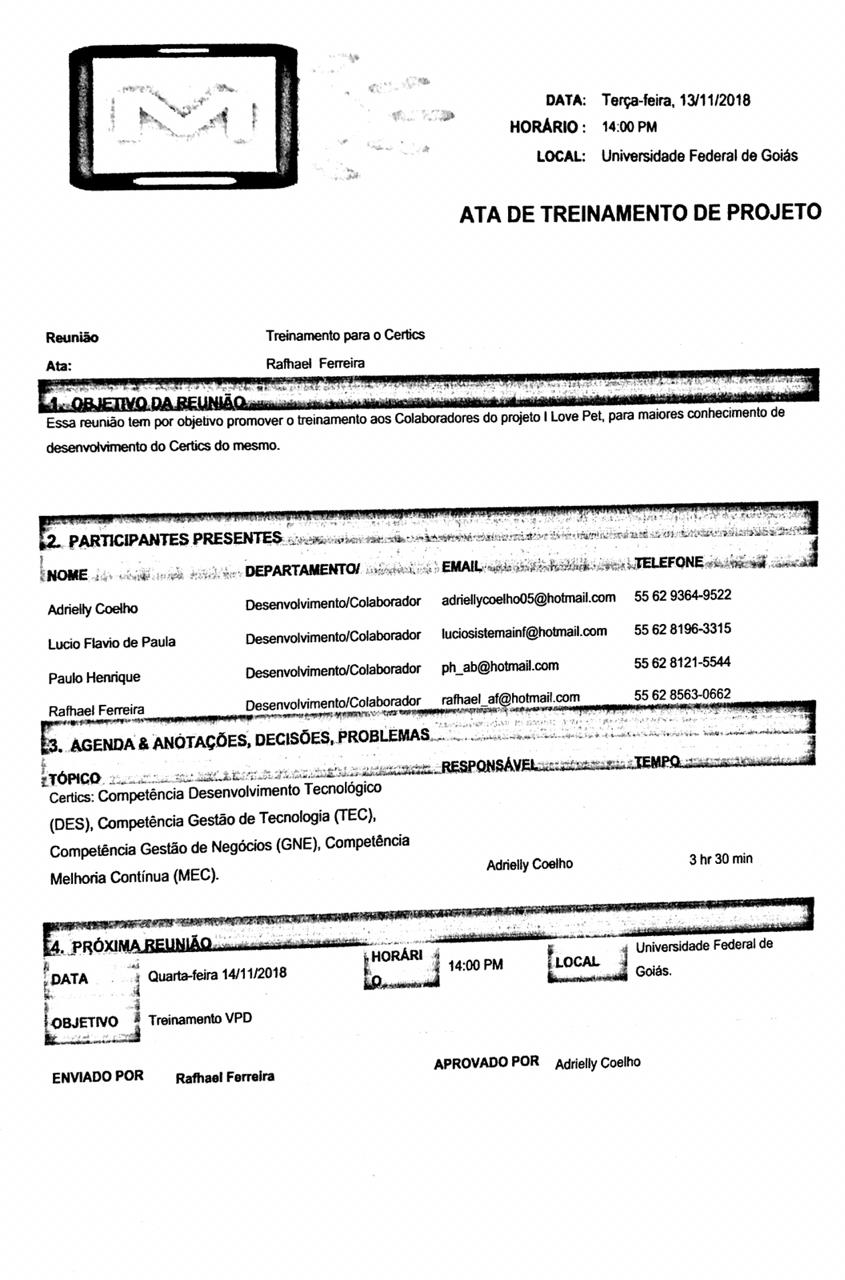 M
DATA: Terça-feira, 13/11/2018
HORÁRIO : 14:00 PM
LOCAL: Universidade Federal de Goiás
ATA DE TREINAMENTO DE PROJETO
Reunião Treinamento para o Certics
Ata: Rafhael Ferreira
1. OBJETIVO DA REUNIÃO
Essa reunião tem por objetivo promover o treinamento aos Colaboradores do projeto I Love Pet, para maiores conhecimento de
desenvolvimento do Certics do mesmo.
2. PARTICIPANTES PRESENTES
NOME DEPARTAMENTO/ EMAIL TELEFONE
Adrielly Coelho Desenvolvimento/Colaborador adriellycoelho05@hotmail.com 55 62 9364-9522
Lucio Flavio de Paula Desenvolvimento/Colaborador luciosistemainf@hotmail.com 55 62 8196-3315
Paulo Henrique Desenvolvimento/Colaborador ph_ab@hotmail.com 55 62 8121-5544
Rafhael Ferreira Desenvolvimento/Colaborador rafhael_af@hotmail.com 55 62 8563-0662
3. AGENDA & ANOTAÇÕES, DECISÕES, PROBLEMAS
TÓPICO RESPONSÁVEL TEMPO
Certics: Competência Desenvolvimento Tecnológico
(DES), Competência Gestão de Tecnologia (TEC),
Competência Gestão de Negócios (GNE), Competência
Melhoria Contínua (MEC). Adrielly Coelho 3 hr 30 min
4. PRÓXIMA REUNIÃO
DATA Quarta-feira 14/11/2018 HORÁRI
O 14:00 PM LOCAL Universidade Federal de
Goiás.
OBJETIVO Treinamento VPD
ENVIADO POR Rafhael Ferreira APROVADO POR Adrielly Coelho